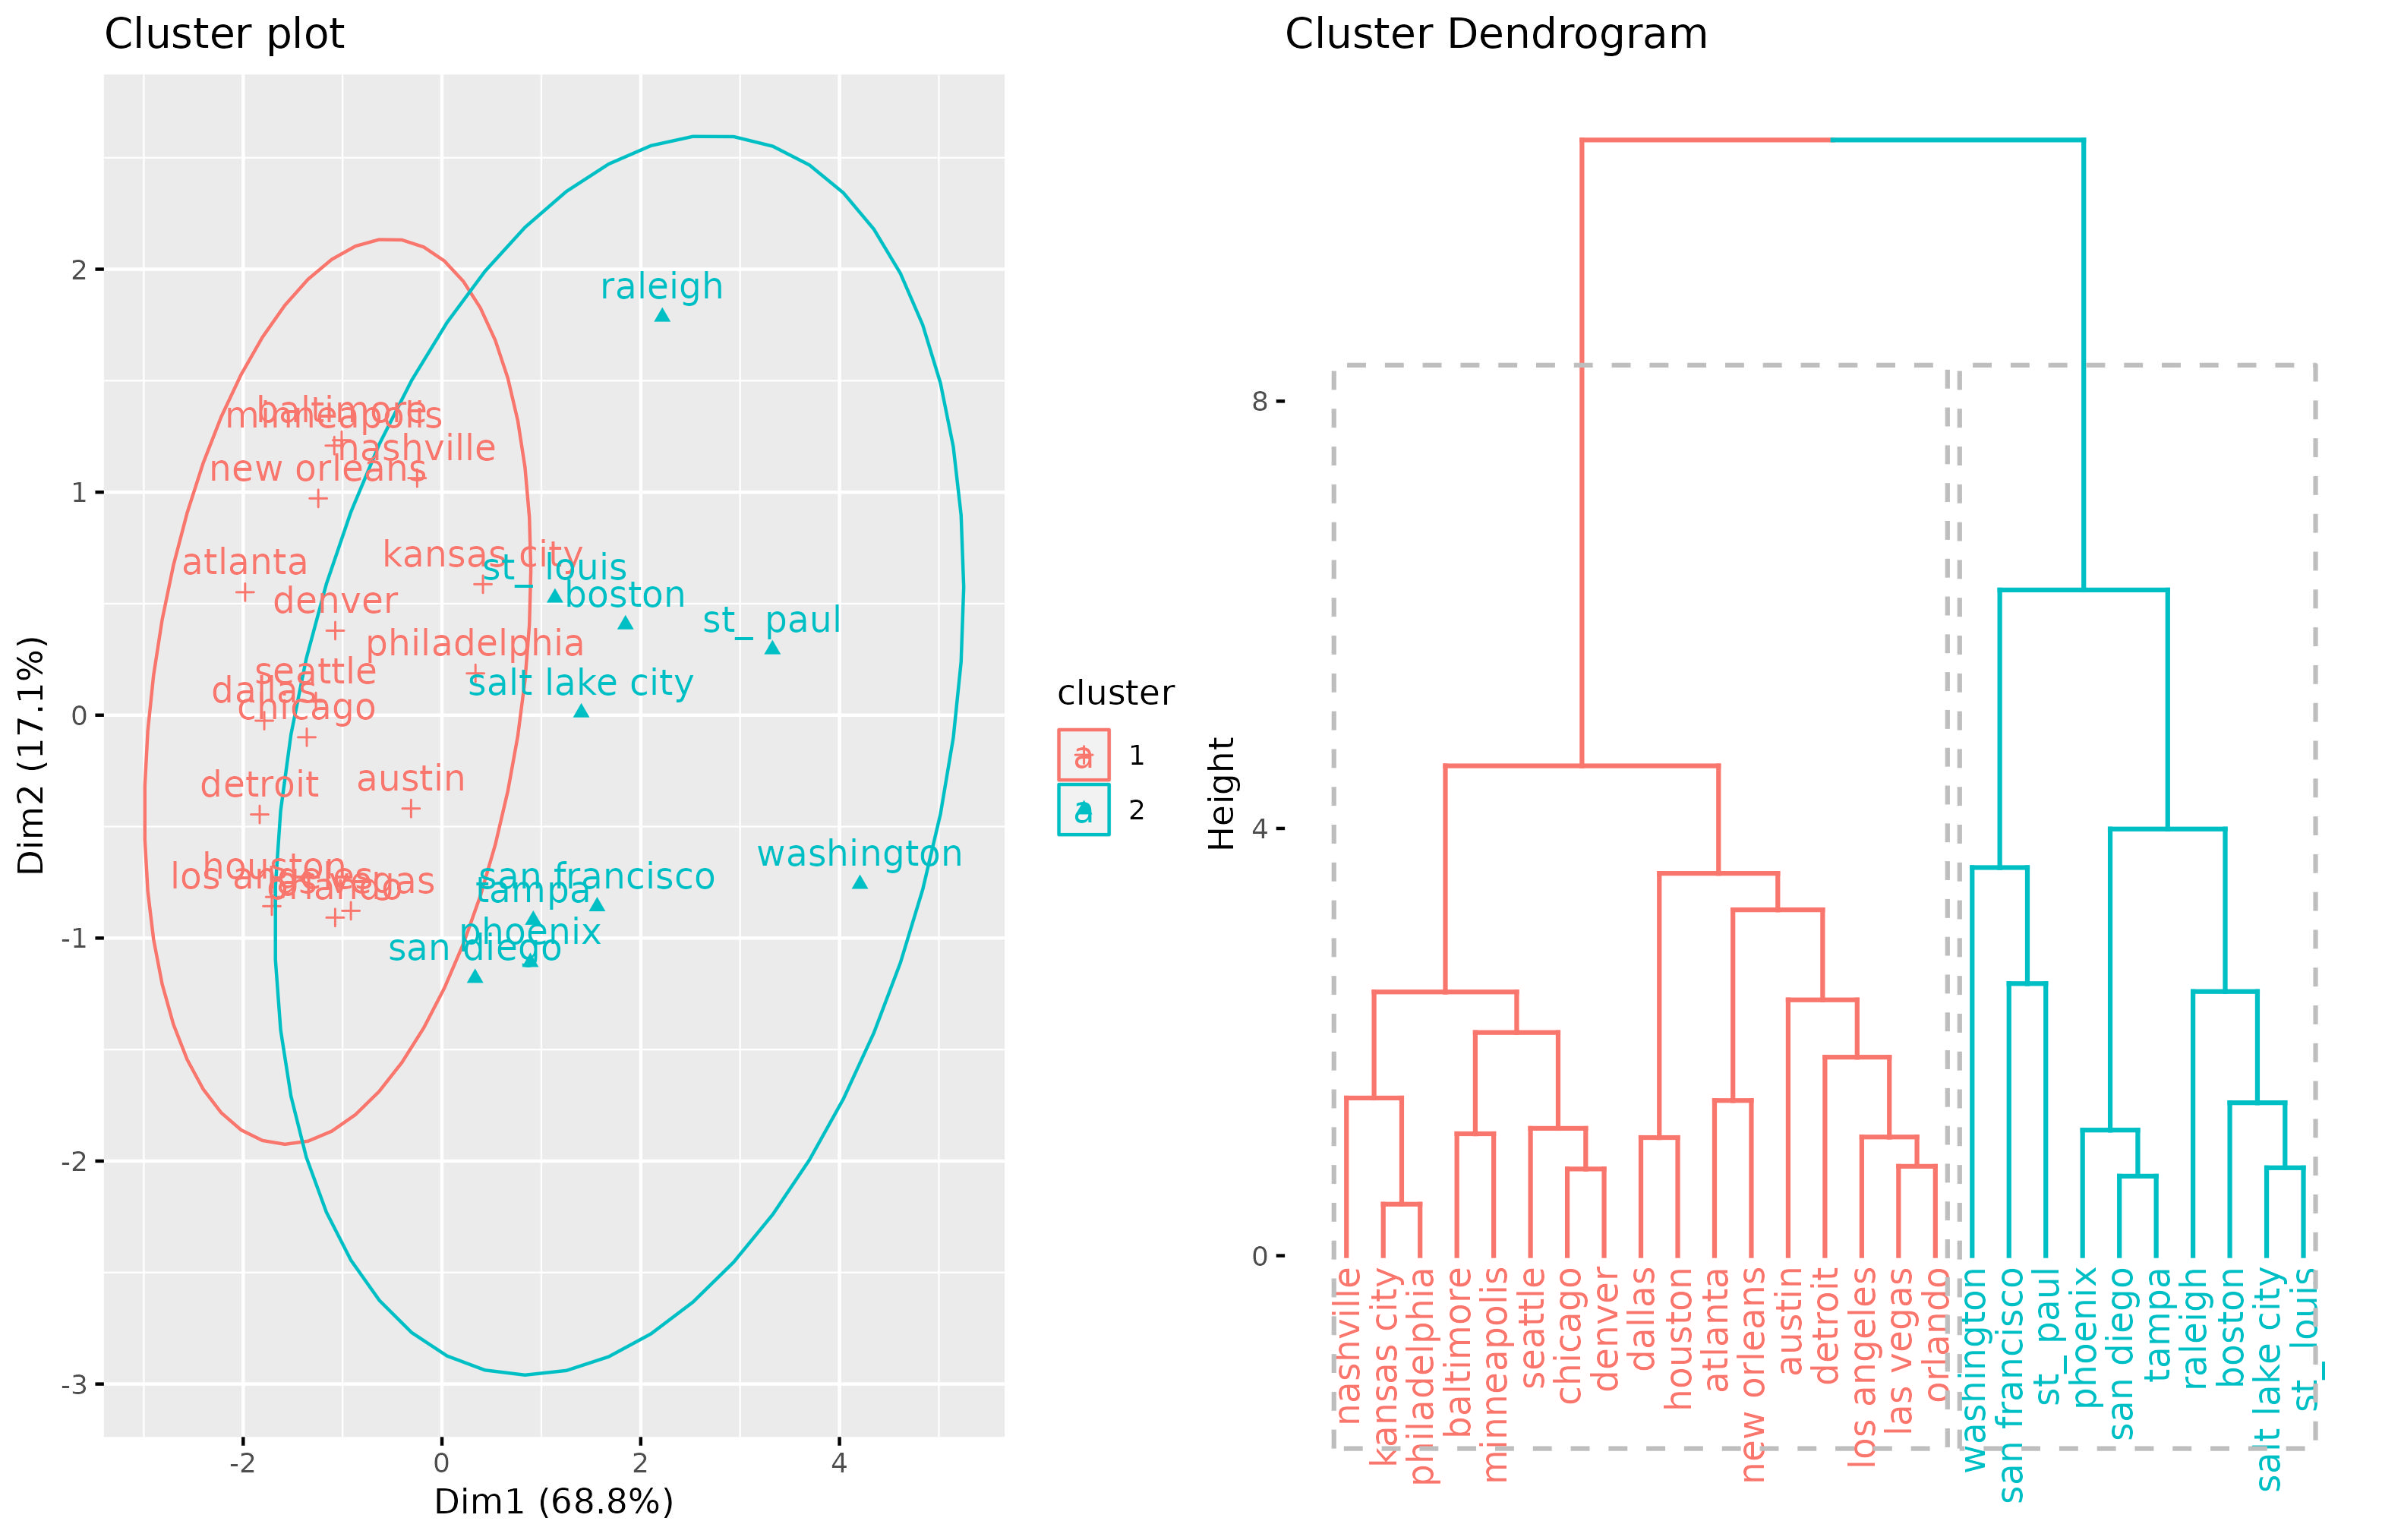 Cluster plot
Cluster Dendrogram
raleigh
baltimore
minneapolis
nashville
new orleans
kansas city
atlanta
st_ louis
boston
denver
st_ paul
philadelphia
seattle
salt lake city
dallas
chicago
detroit
austin
washington
houston
los angeles
las vegas
orlando
san francisco
tampa
phoenix
san diego
2
1
0
-1
-2
-3
-2
0
2
4
Dim1 (68.8%)
Dim2 (17.1%)
cluster
a 1
a 2
Height
8
4
0
nashville
kansas city
philadelphia
baltimore
minneapolis
seattle
chicago
denver
dallas
houston
atlanta
new orleans
austin
detroit
los angeles
las vegas
orlando
washington
san francisco
st_ paul
phoenix
san diego
tampa
raleigh
boston
salt lake city
st_ louis